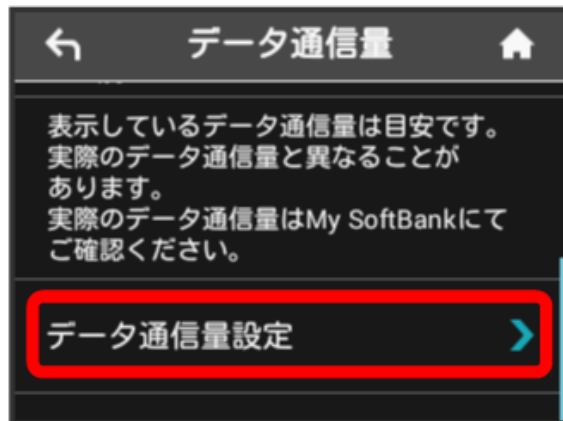 データ通信量
表示しているデータ通信量は目安です。
実際のデータ通信量と異なることが
あります。
実際のデータ通信量はMy SoftBankにて
ご確認ください。
データ通信量設定